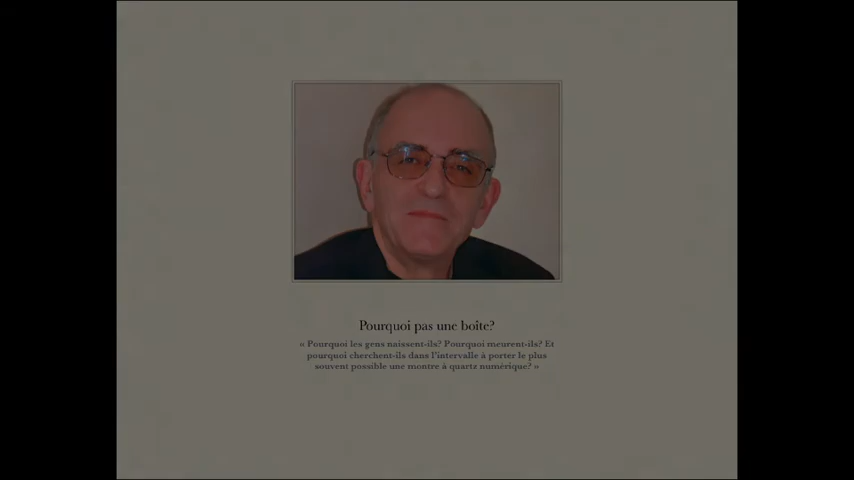 Pourquoi pas une boîte?
« Pourquoi les gens naissent-ils? Pourquoi meurent-ils? Et
pourquoi cherchent-ils dans l'intervalle à porter le plus
souvent possible une montre à quartz numérique? »